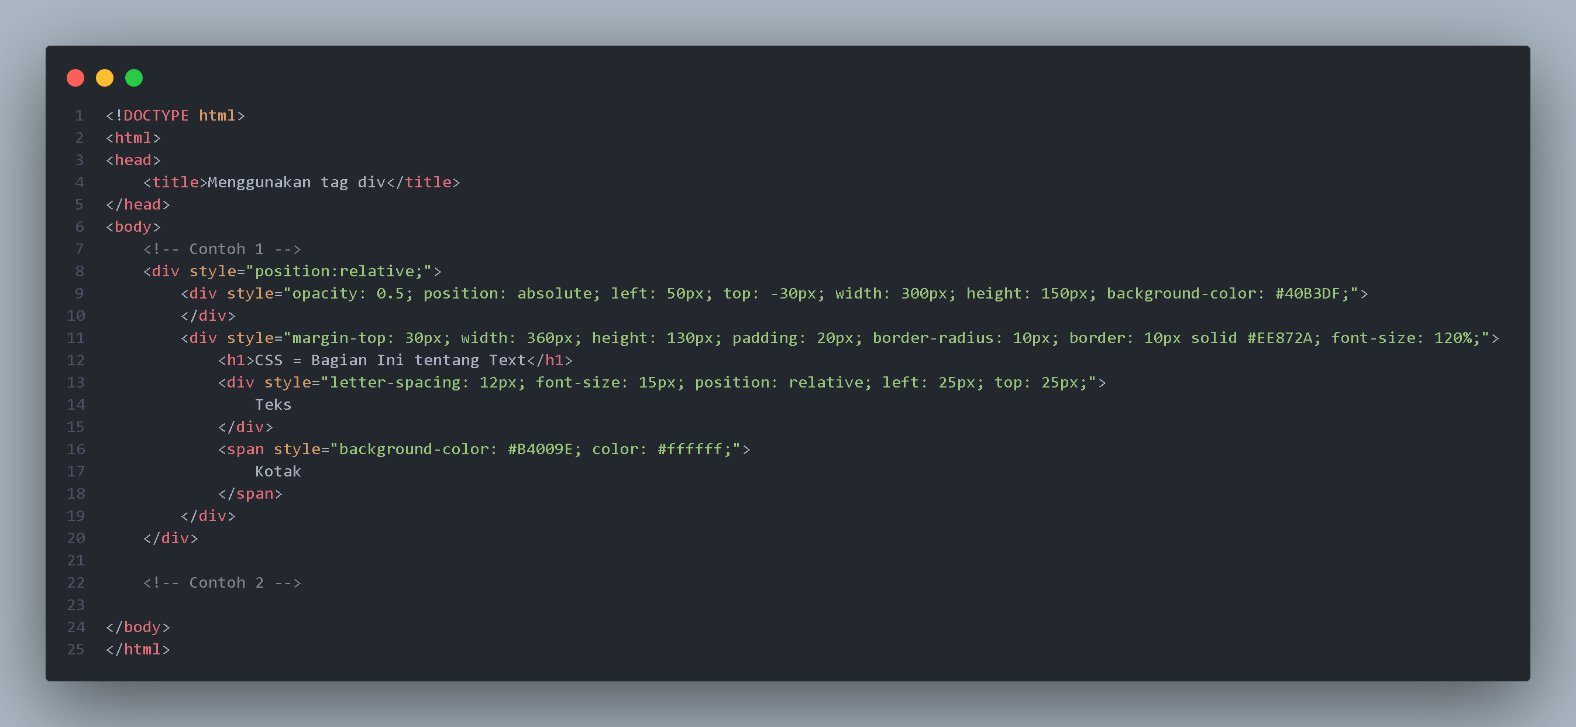 1 <!DOCTYPE html>
2 <html>
3 <head>
4     <title>Menggunakan tag div</title>
5 </head>
6 <body>
7     <!-- Contoh 1 -->
8     <div style="position:relative;">
9         <div style="opacity: 0.5; position: absolute; left: 50px; top: -30px; width: 300px; height: 150px; background-color: #40B3DF;">
10         </div>
11         <div style="margin-top: 30px; width: 360px; height: 130px; padding: 20px; border-radius: 10px; border: 10px solid #EE872A; font-size: 120%;">
12             <h1>CSS = Bagian Ini tentang Text</h1>
13             <div style="letter-spacing: 12px; font-size: 15px; position: relative; left: 25px; top: 25px;">
14                 Teks
15             </div>
16             <span style="background-color: #B4009E; color: #ffffff;">
17                 Kotak
18             </span>
19         </div>
20     </div>
21
22     <!-- Contoh 2 -->
23
24 </body>
25 </html>